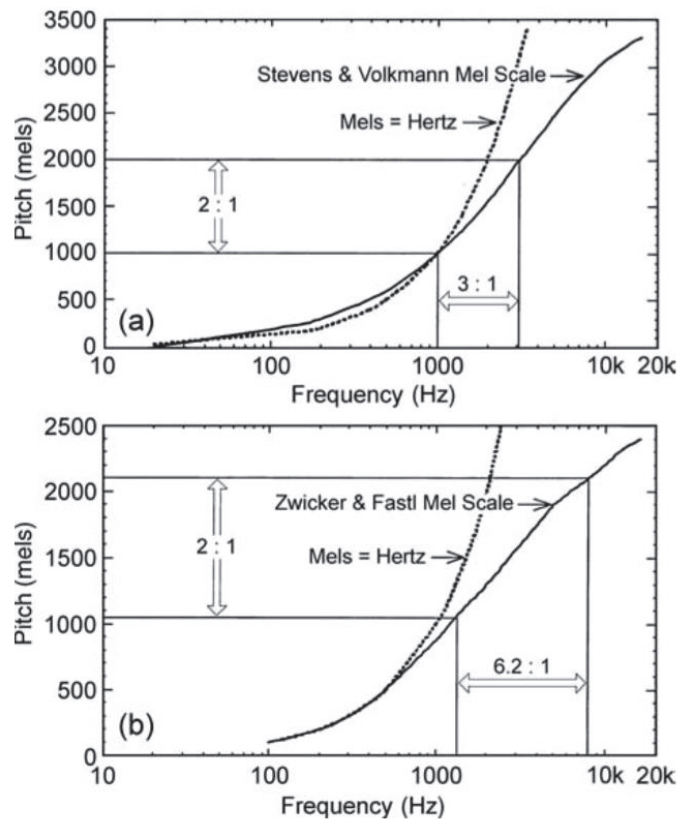 3500
3000
Stevens & Volkmann Mel Scale
2500
Mels = Hertz
2000
2 : 1
1500
1000
3 : 1
500
(a)
0
Pitch (mels)
10 100 1000 10k 20k
Frequency (Hz)
2500
2000
Zwicker & Fastl Mel Scale
2 : 1
1500
Mels = Hertz
1000
6.2 : 1
500
(b)
0
Pitch (mels)
10 100 1000 10k 20k
Frequency (Hz)